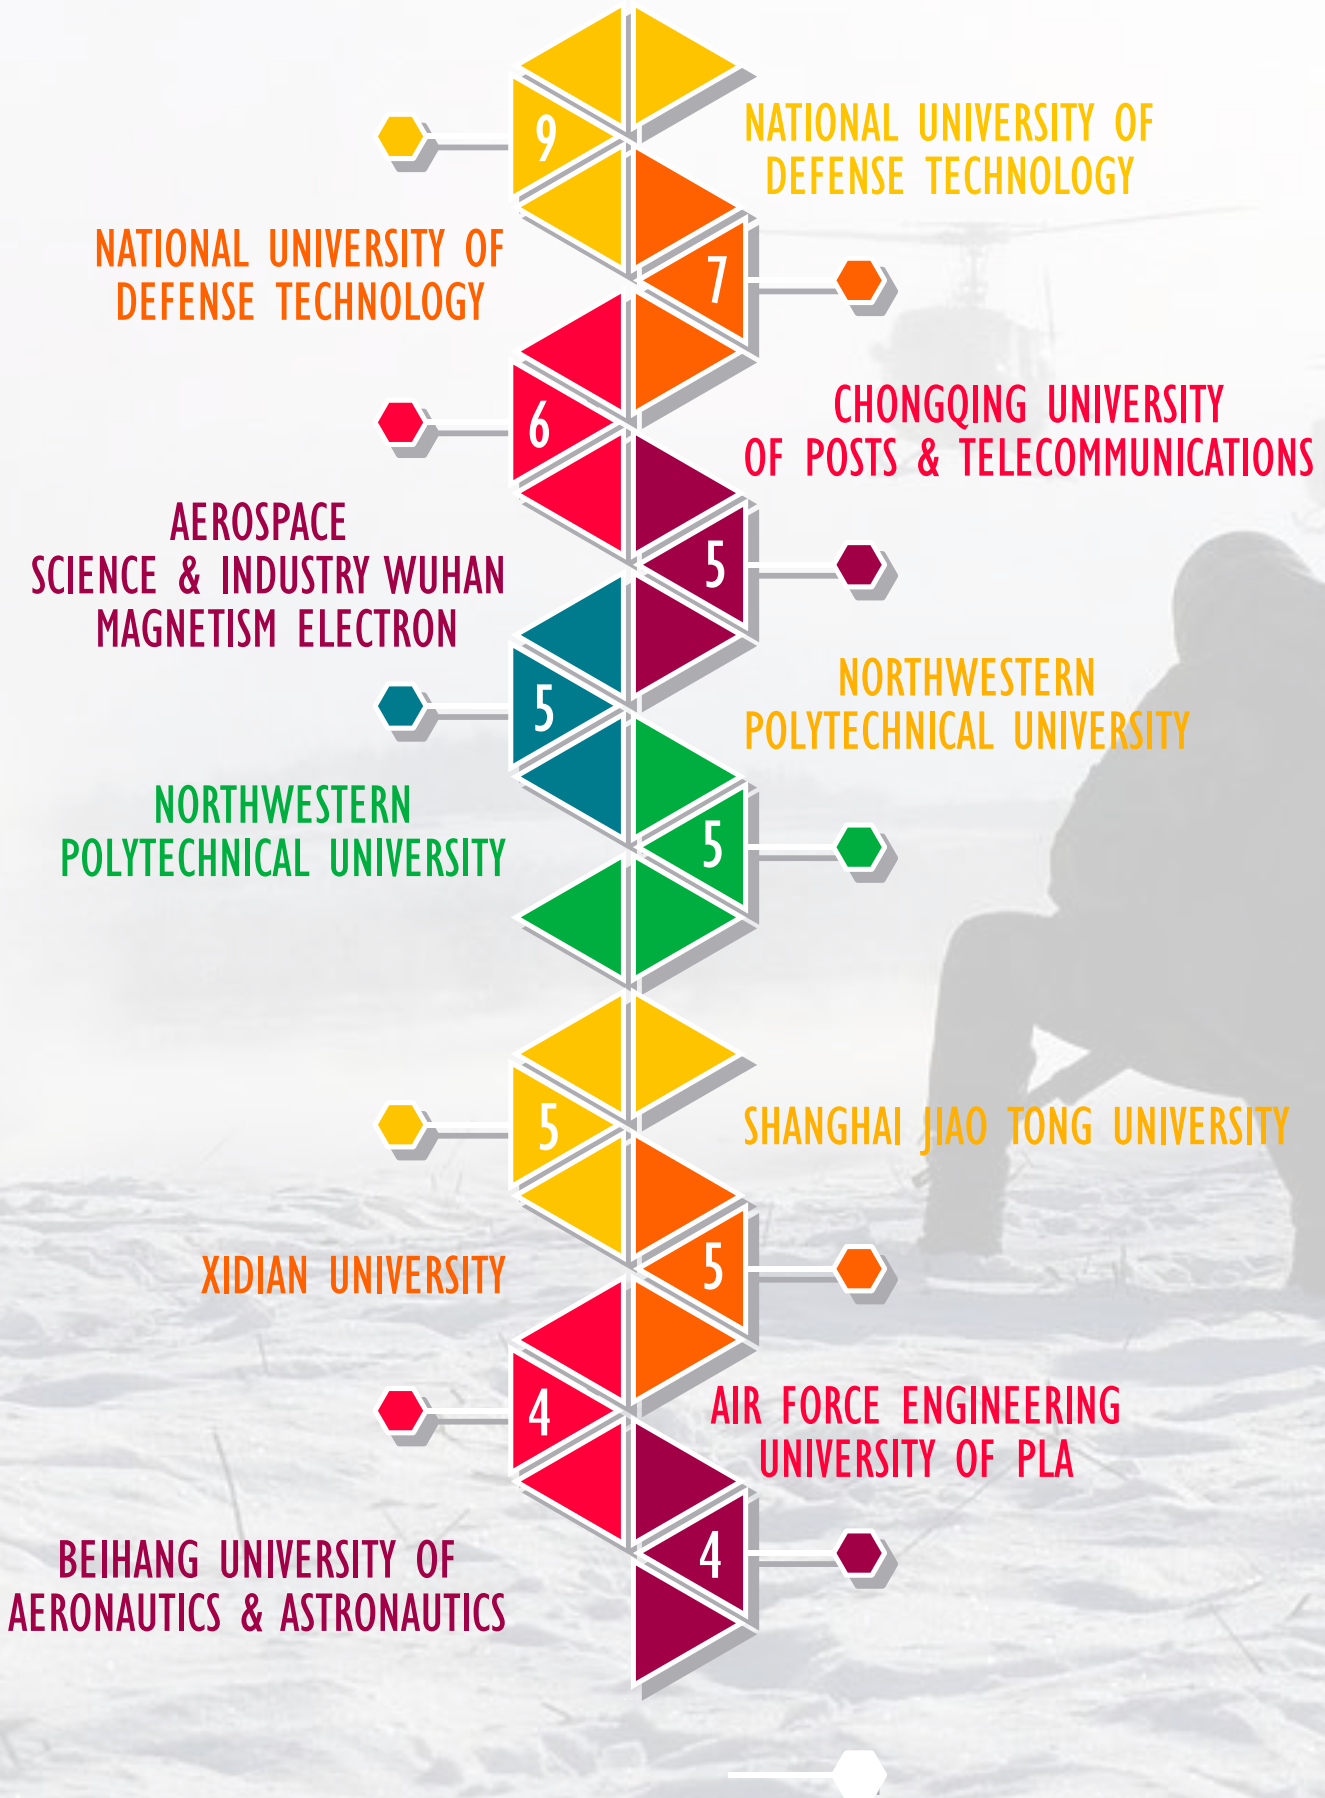 9
NATIONAL UNIVERSITY OF
DEFENSE TECHNOLOGY
NATIONAL UNIVERSITY OF
DEFENSE TECHNOLOGY
7
6
CHONGQING UNIVERSITY
OF POSTS & TELECOMMUNICATIONS
AEROSPACE
SCIENCE & INDUSTRY WUHAN
MAGNETISM ELECTRON
5
5
NORTHWESTERN
POLYTECHNICAL UNIVERSITY
NORTHWESTERN
POLYTECHNICAL UNIVERSITY
5
5
SHANGHAI JIAO TONG UNIVERSITY
XIDIAN UNIVERSITY
5
4
AIR FORCE ENGINEERING
UNIVERSITY OF PLA
BEIHANG UNIVERSITY OF
AERONAUTICS & ASTRONAUTICS
4